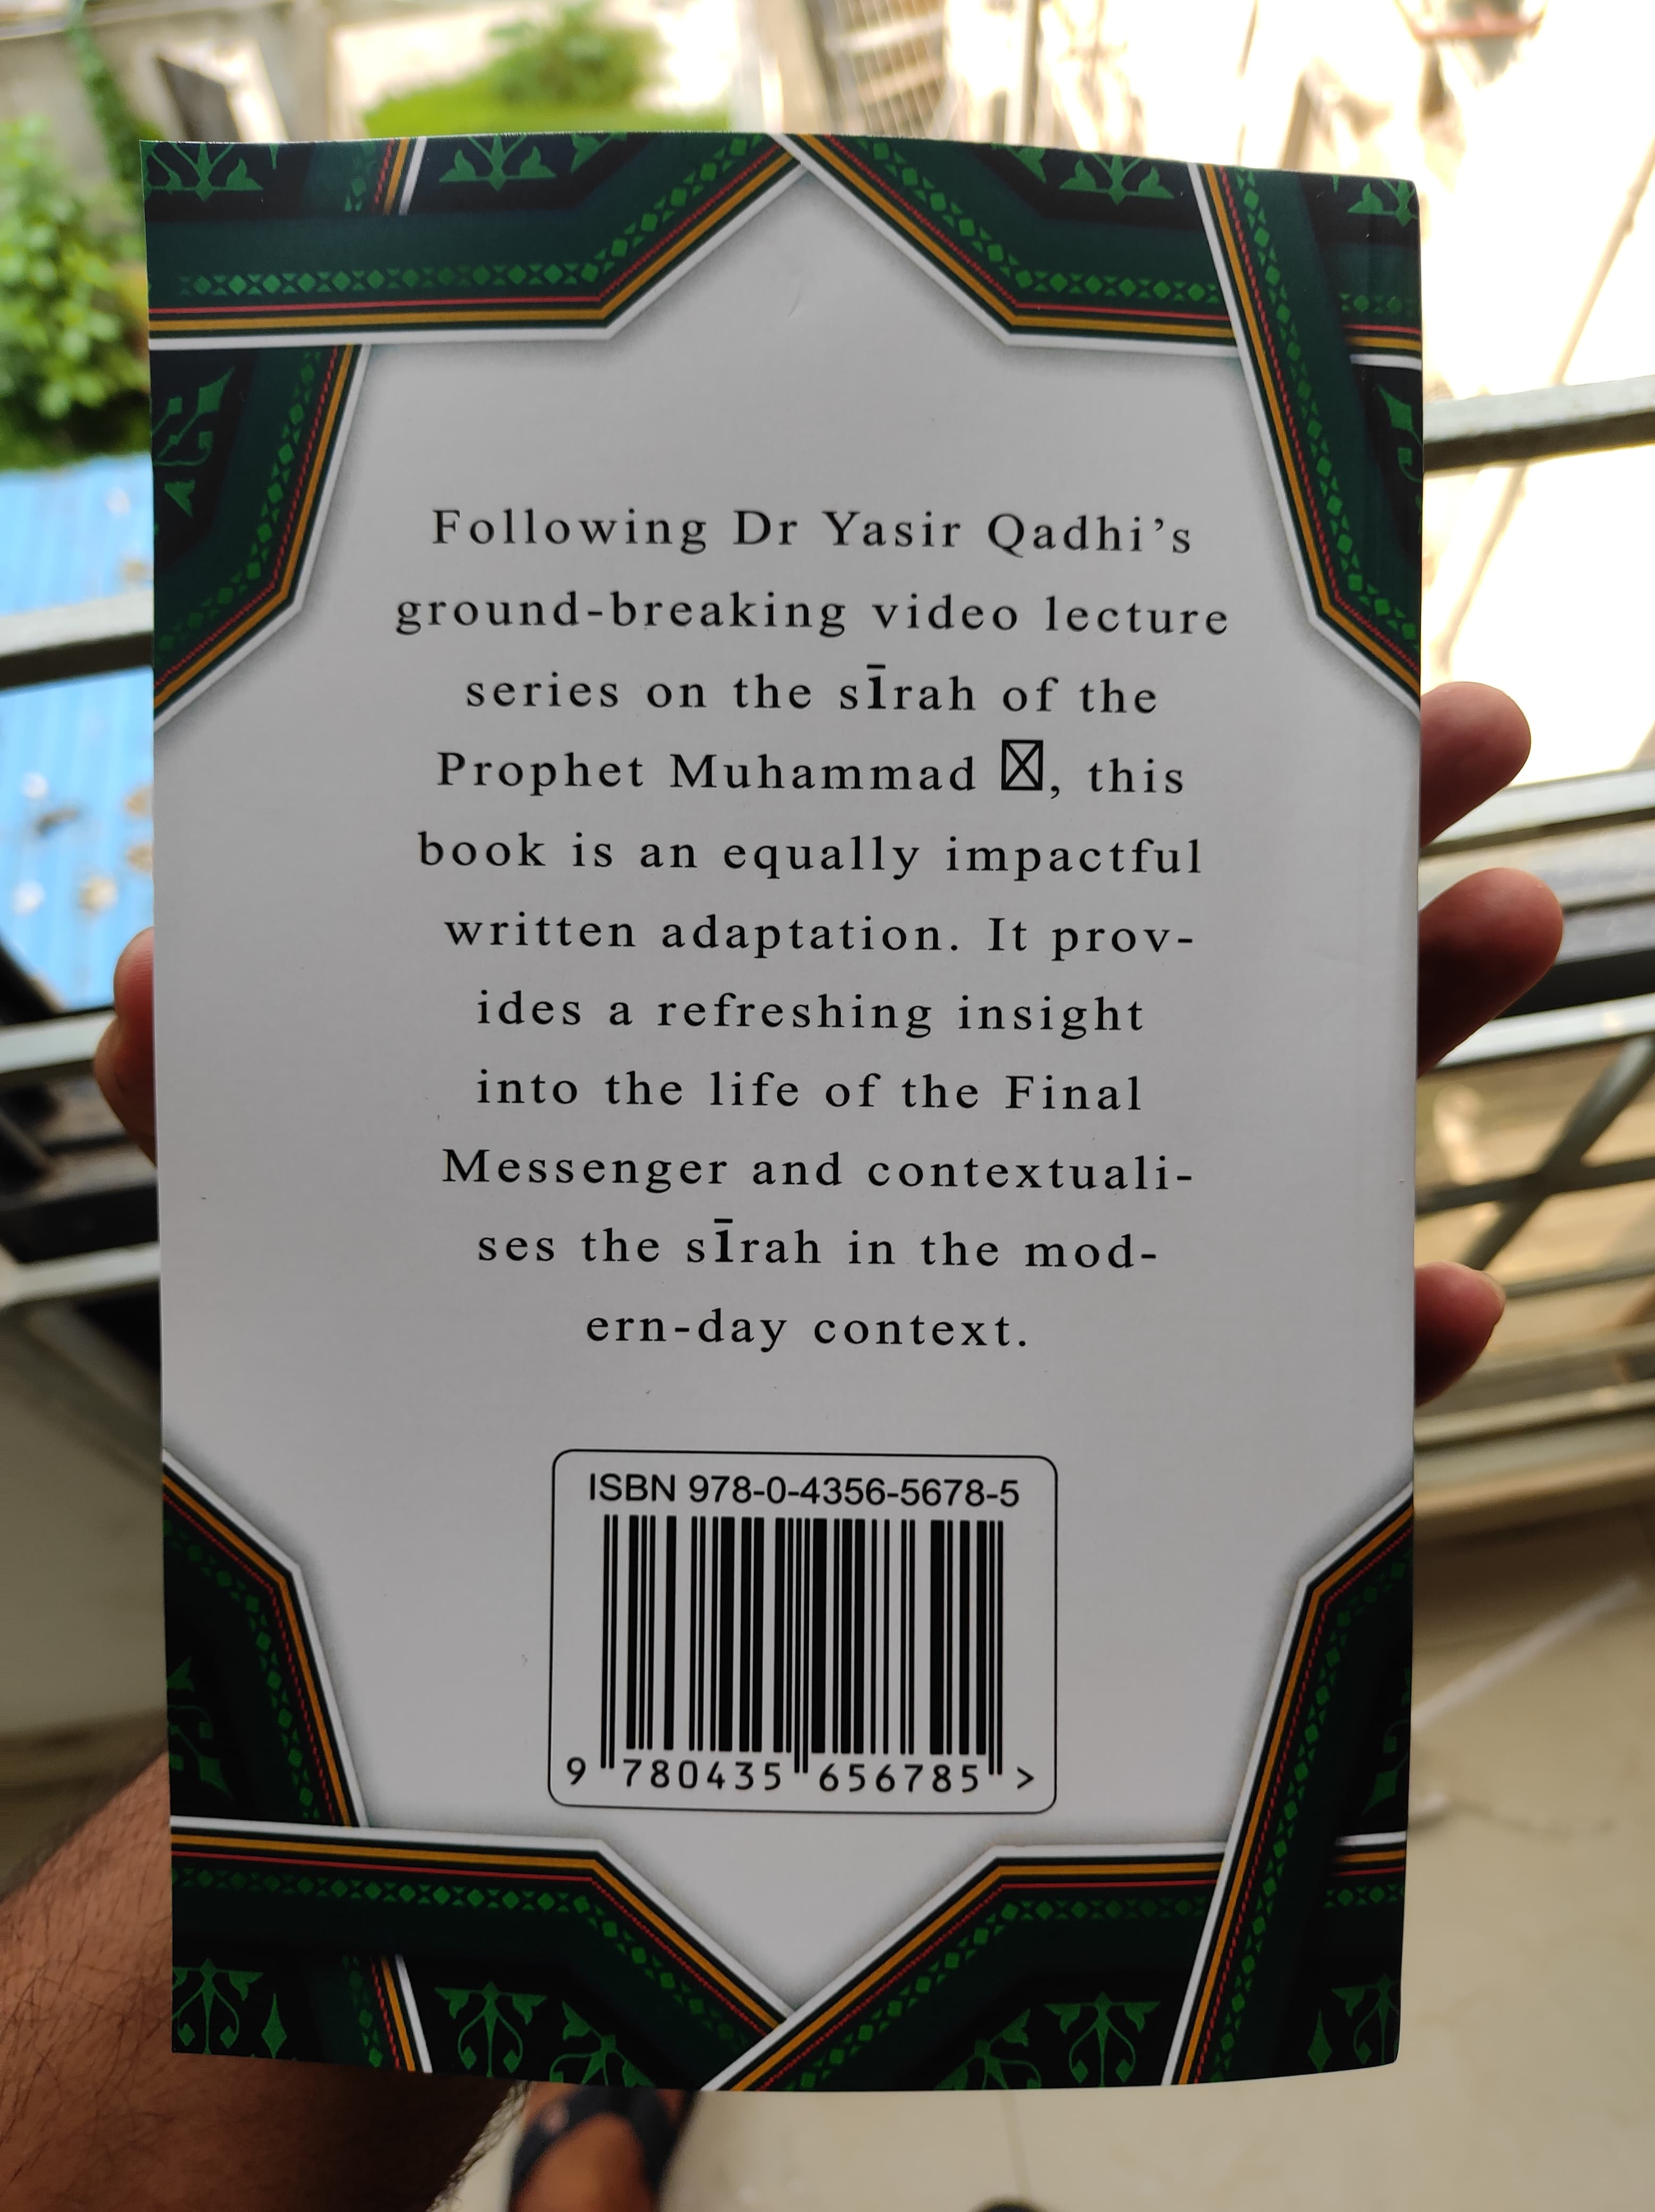 Following Dr Yasir Qadhi’s
ground-breaking video lecture
series on the sīrah of the
Prophet Muhammad ☒, this
book is an equally impactful
written adaptation. It prov-
ides a refreshing insight
into the life of the Final
Messenger and contextuali-
ses the sīrah in the mod-
ern-day context.
ISBN 978-0-4356-5678-5
9 780435 656785 >